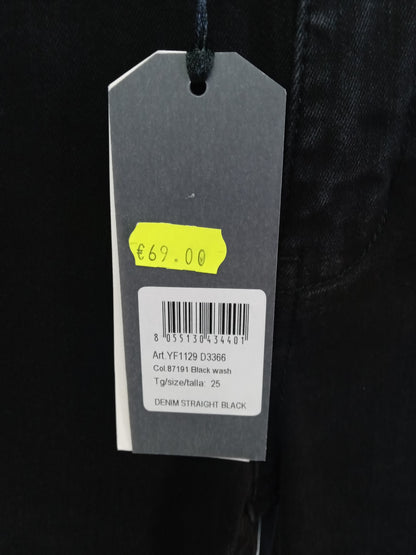 €69.00
8 055130 434401
Art.YF1129 D3366
Col.87191 Black wash
Tg/size/talla: 25
DENIM STRAIGHT BLACK